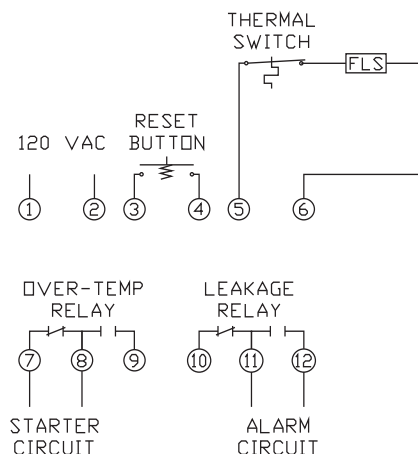 THERMAL
SWITCH
FLS
120 VAC
RESET
BUTTON
1 2 3 4 5 6
OVER-TEMP
RELAY
LEAKAGE
RELAY
7 8 9 10 11 12
STARTER
CIRCUIT
ALARM
CIRCUIT